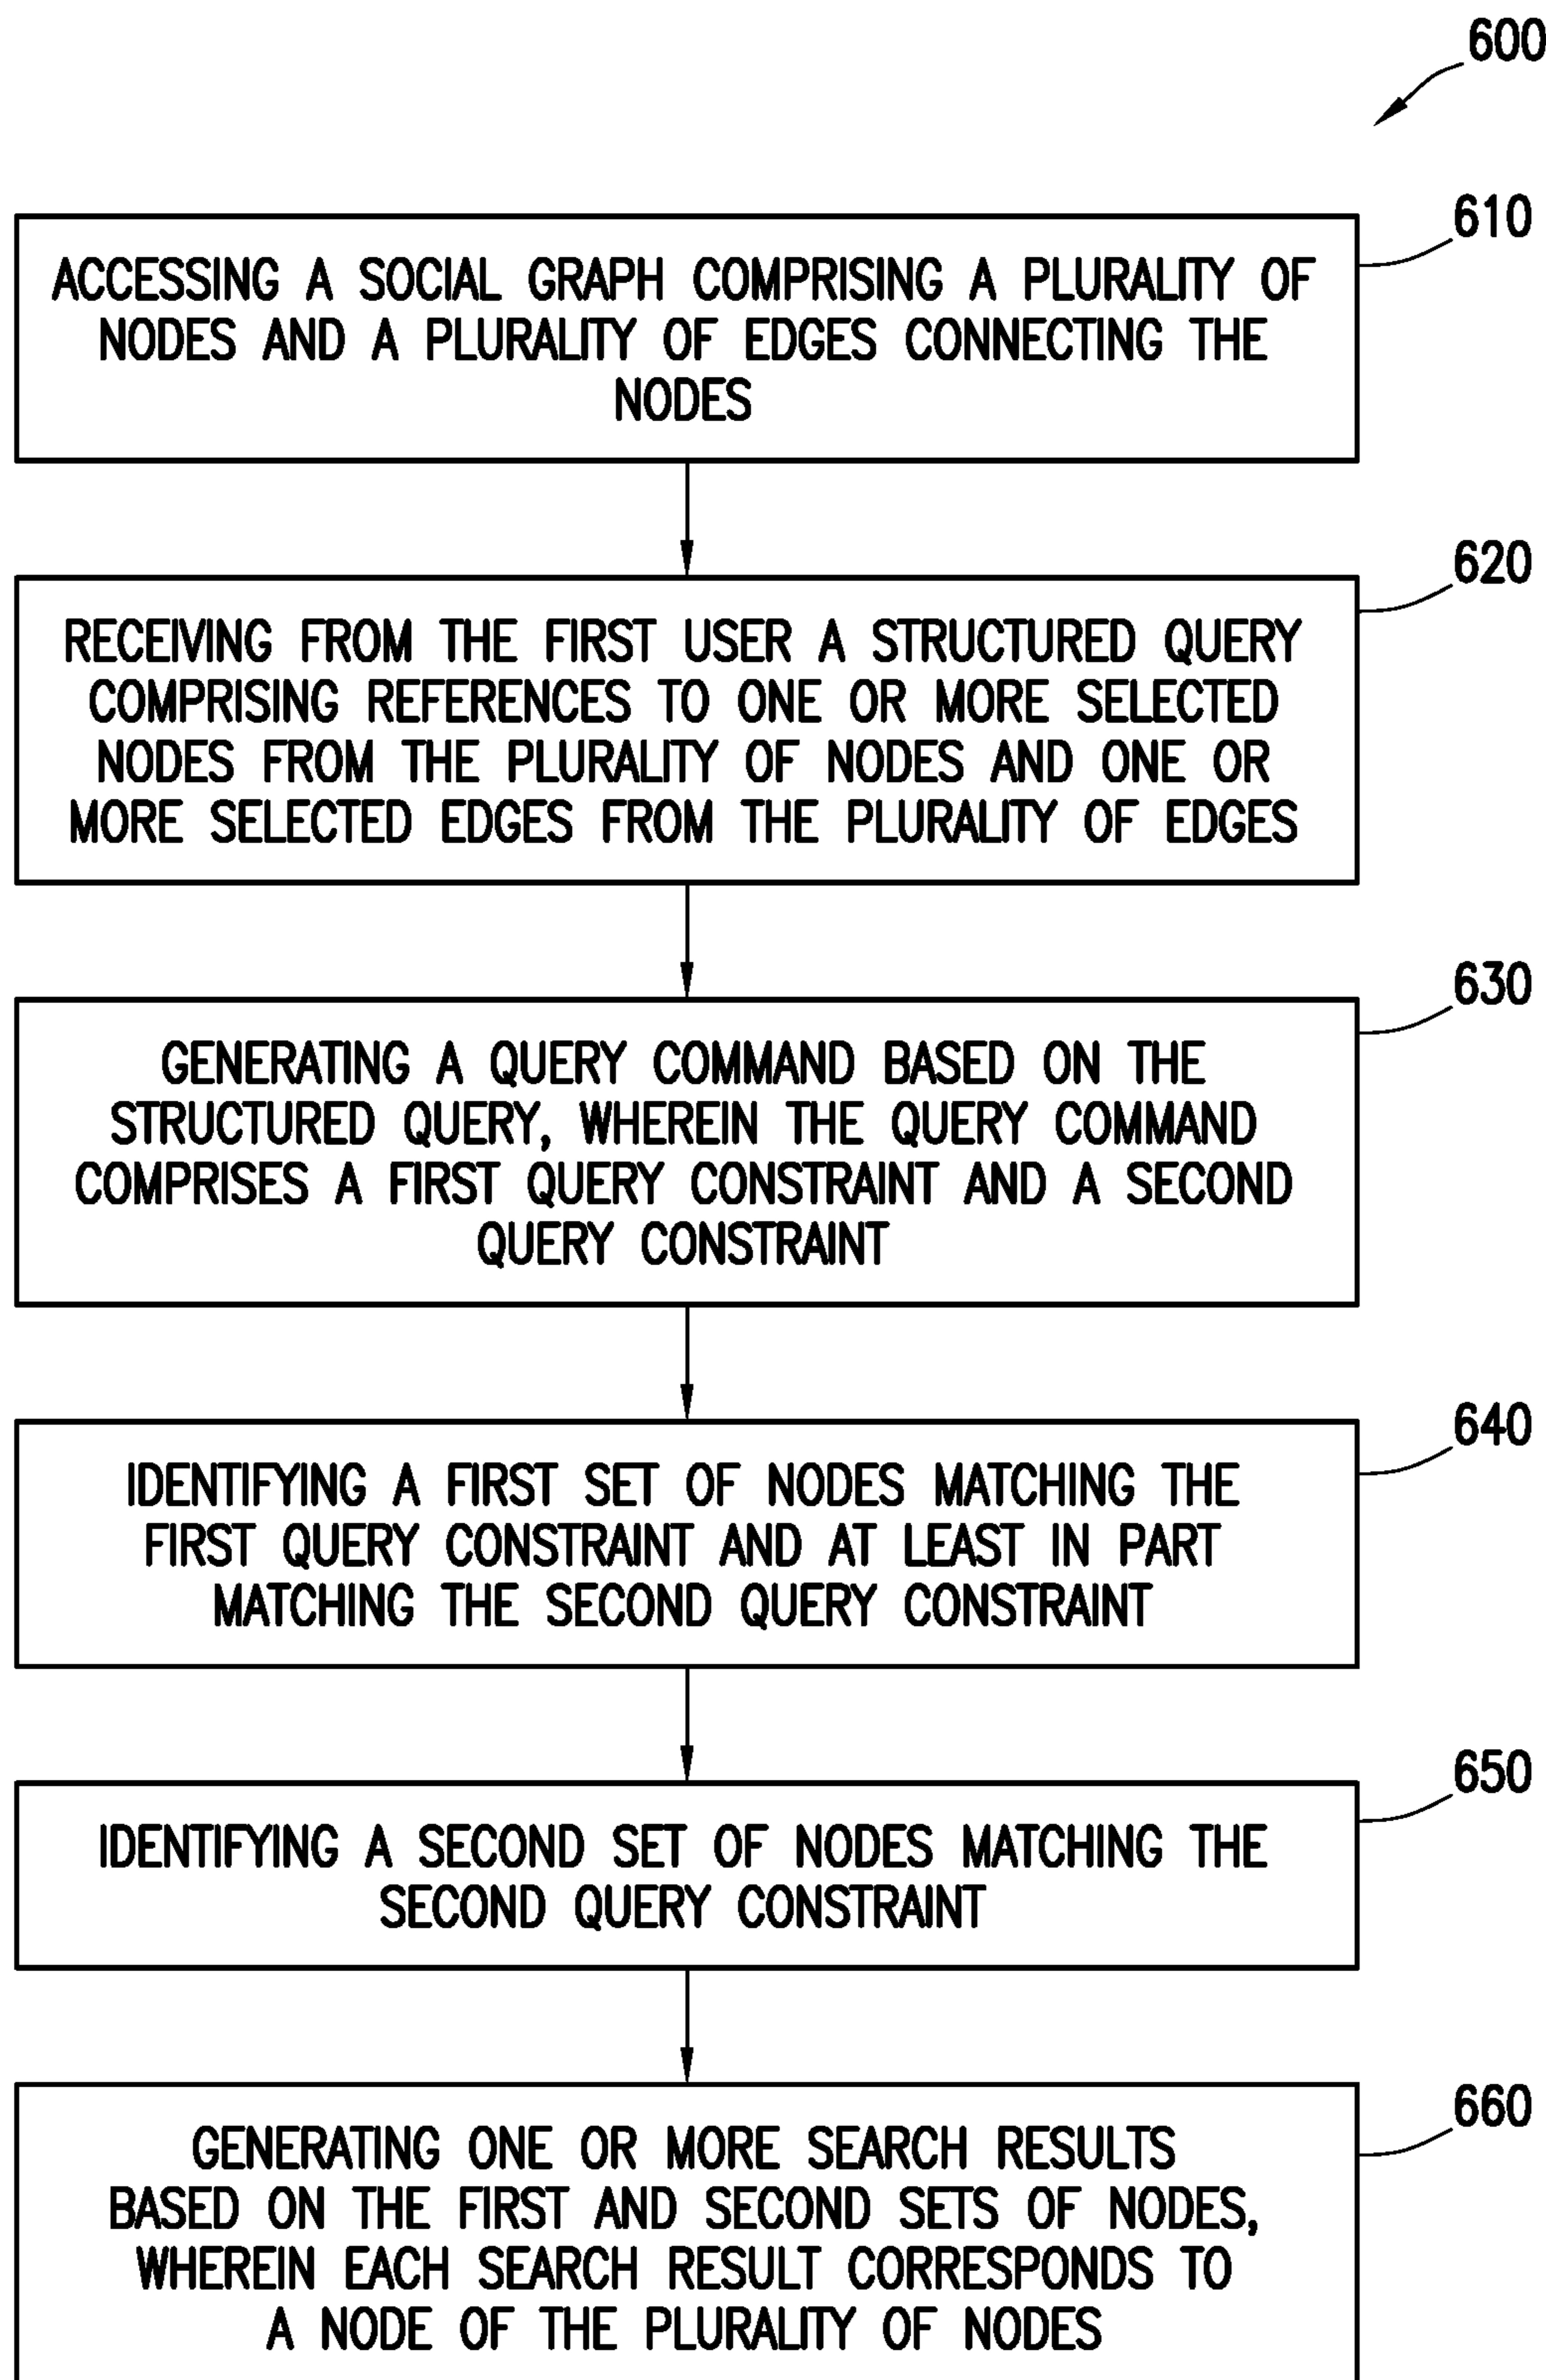 600
610
ACCESSING A SOCIAL GRAPH COMPRISING A PLURALITY OF
NODES AND A PLURALITY OF EDGES CONNECTING THE
NODES
620
RECEIVING FROM THE FIRST USER A STRUCTURED QUERY
COMPRISING REFERENCES TO ONE OR MORE SELECTED
NODES FROM THE PLURALITY OF NODES AND ONE OR
MORE SELECTED EDGES FROM THE PLURALITY OF EDGES
630
GENERATING A QUERY COMMAND BASED ON THE
STRUCTURED QUERY, WHEREIN THE QUERY COMMAND
COMPRISES A FIRST QUERY CONSTRAINT AND A SECOND
QUERY CONSTRAINT
640
IDENTIFYING A FIRST SET OF NODES MATCHING THE
FIRST QUERY CONSTRAINT AND AT LEAST IN PART
MATCHING THE SECOND QUERY CONSTRAINT
650
IDENTIFYING A SECOND SET OF NODES MATCHING THE
SECOND QUERY CONSTRAINT
660
GENERATING ONE OR MORE SEARCH RESULTS
BASED ON THE FIRST AND SECOND SETS OF NODES,
WHEREIN EACH SEARCH RESULT CORRESPONDS TO
A NODE OF THE PLURALITY OF NODES